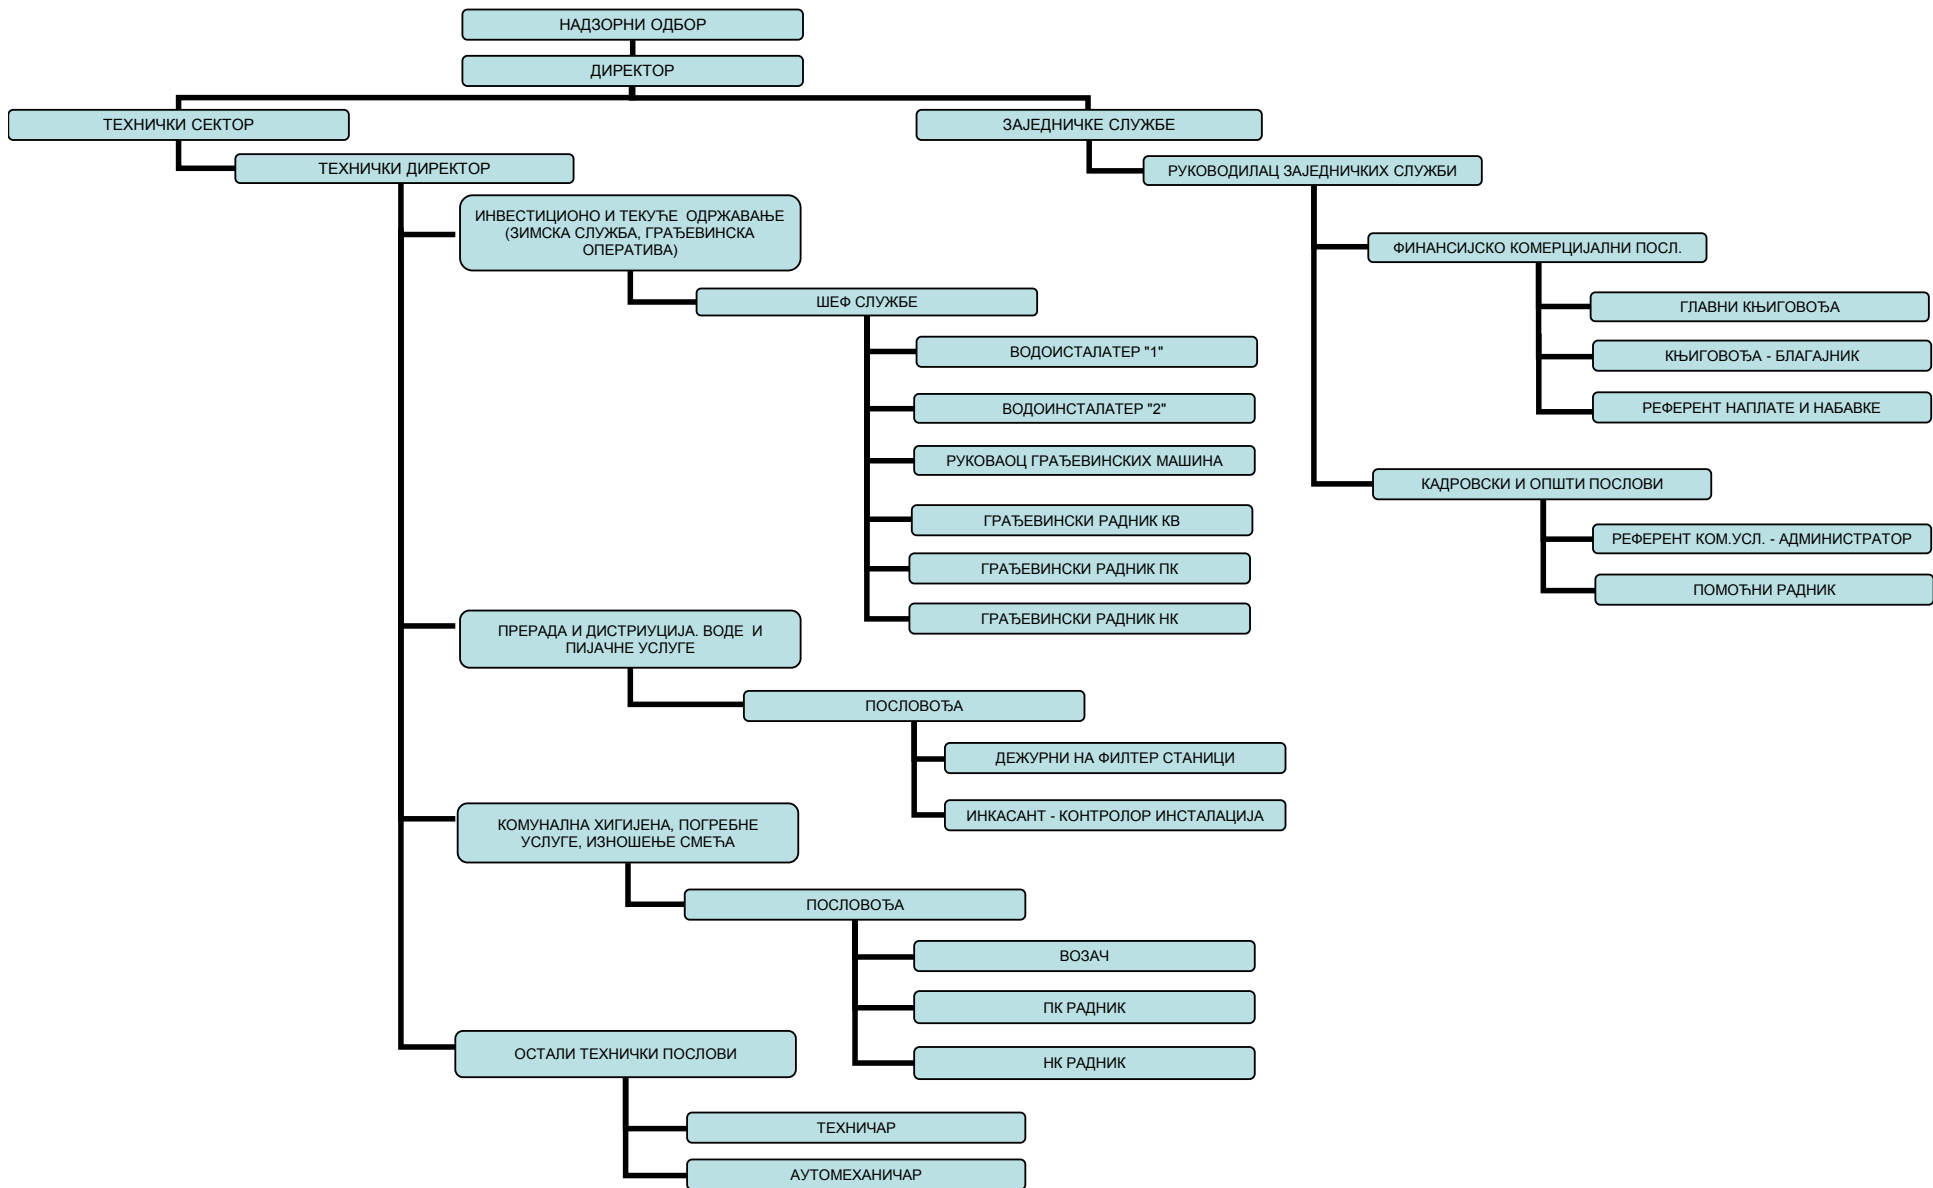 НАДЗОРНИ ОДБОР
ДИРЕКТОР
ТЕХНИЧКИ СЕКТОР
ТЕХНИЧКИ ДИРЕКТОР
ИНВЕСТИЦИОНО И ТЕКУЋЕ ОДРЖАВАЊЕ
(ЗИМСКА СЛУЖБА, ГРАЂЕВИНСКА
ОПЕРАТИВА)
ШЕФ СЛУЖБЕ
ВОДОИСТАЛАТЕР "1"
ВОДОИНСТАЛАТЕР "2"
РУКОВАОЦ ГРАЂЕВИНСКИХ МАШИНА
ГРАЂЕВИНСКИ РАДНИК КВ
ГРАЂЕВИНСКИ РАДНИК ПК
ГРАЂЕВИНСКИ РАДНИК НК
ПРЕРАДА И ДИСТРИУЦИЈА. ВОДЕ И
ПИЈАЧНЕ УСЛУГЕ
ПОСЛОВОЂА
ДЕЖУРНИ НА ФИЛТЕР СТАНИЦИ
ИНКАСАНТ - КОНТРОЛОР ИНСТАЛАЦИЈА
КОМУНАЛНА ХИГИЈЕНА, ПОГРЕБНЕ
УСЛУГЕ, ИЗНОШЕЊЕ СМЕЋА
ПОСЛОВОЂА
ВОЗАЧ
ПК РАДНИК
НК РАДНИК
ОСТАЛИ ТЕХНИЧКИ ПОСЛОВИ
ТЕХНИЧАР
АУТОМЕХАНИЧАР
ЗАЈЕДНИЧКЕ СЛУЖБЕ
РУКОВОДИЛАЦ ЗАЈЕДНИЧКИХ СЛУЖБИ
ФИНАНСИЈСКО КОМЕРЦИЈАЛНИ ПОСЛ.
ГЛАВНИ КЊИГОВОЂА
КЊИГОВОЂА - БЛАГАЈНИК
РЕФЕРЕНТ НАПЛАТЕ И НАБАВКЕ
КАДРОВСКИ И ОПШТИ ПОСЛОВИ
РЕФЕРЕНТ КОМ.УСЛ. - АДМИНИСТРАТОР
ПОМОЋНИ РАДНИК